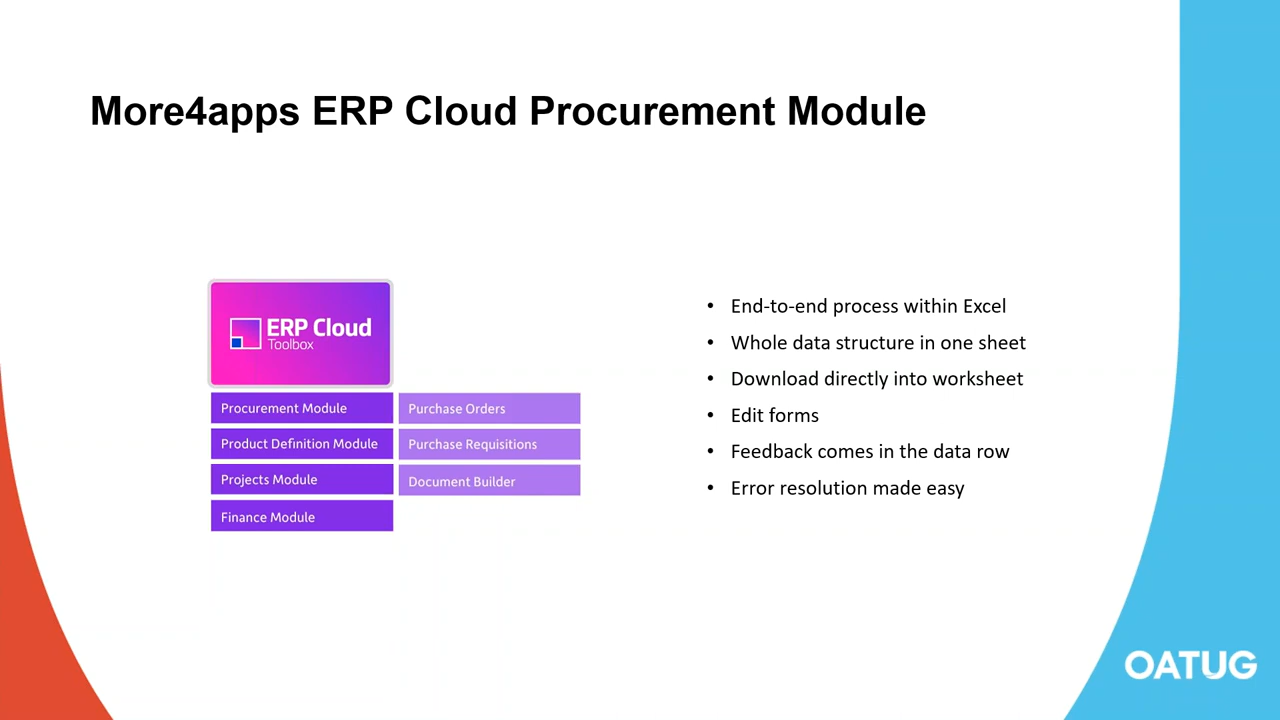 More4apps ERP Cloud Procurement Module
ERP Cloud
Toolbox
Procurement Module
Purchase Orders
Product Definition Module
Purchase Requisitions
Projects Module
Document Builder
Finance Module
• End-to-end process within Excel
• Whole data structure in one sheet
• Download directly into worksheet
• Edit forms
• Feedback comes in the data row
• Error resolution made easy
OATUG